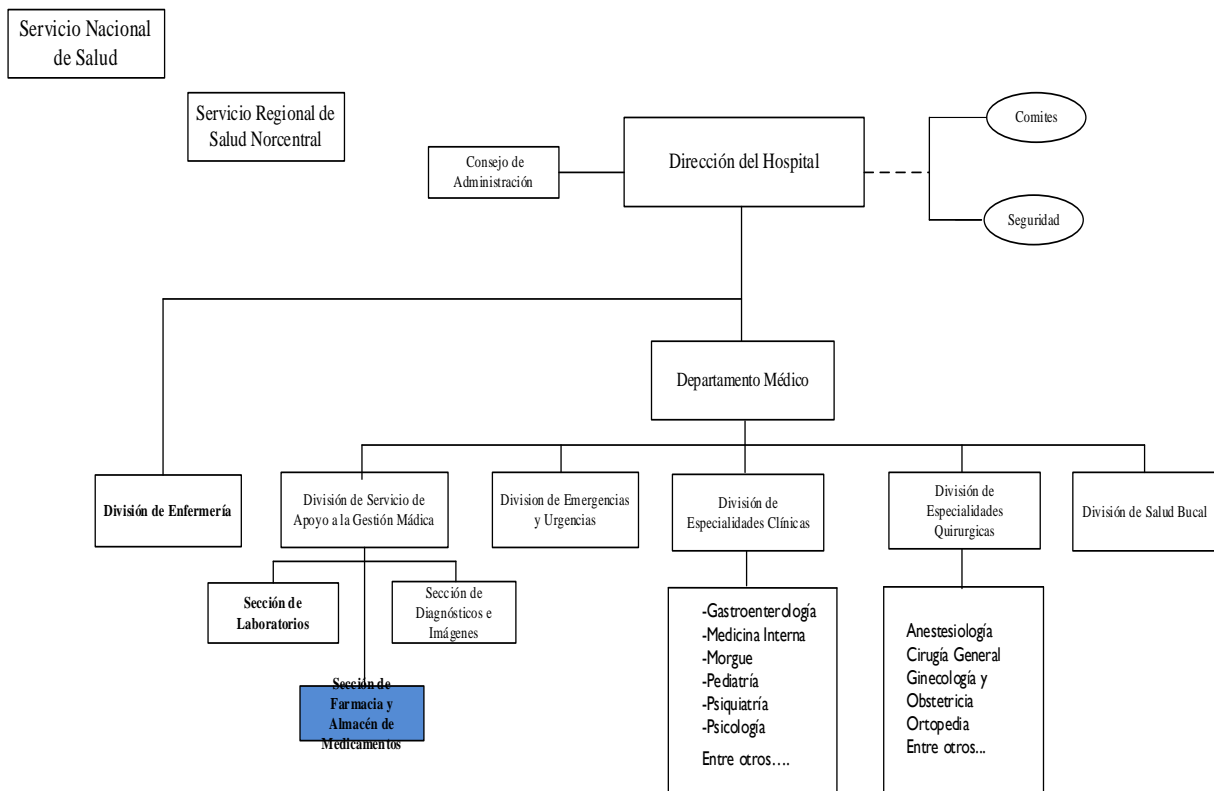 Servicio Nacional
de Salud
Servicio Regional de
Salud Norcentral
Consejo de
Administración
Dirección del Hospital
Comites
Seguridad
Departamento Médico
División de Enfermería
División de Servicio de
Apoyo a la Gestión Mádica
Division de Emergencias
y Urgencias
División de
Especialidades Clínicas
División de
Especialidades
Quirurgicas
División de Salud Bucal
Sección de
Laboratorios
Sección de
Diagnósticos e
Imágenes
Sección de
Farmacia y
Almacén de
Medicamentos
-Gastroenterología
-Medicina Interna
-Morgue
-Pediatría
-Psiquiatría
-Psicología
Entre otros....
Anestesiología
Cirugía General
Ginecología y
Obstetricia
Ortopedia
Entre otros...